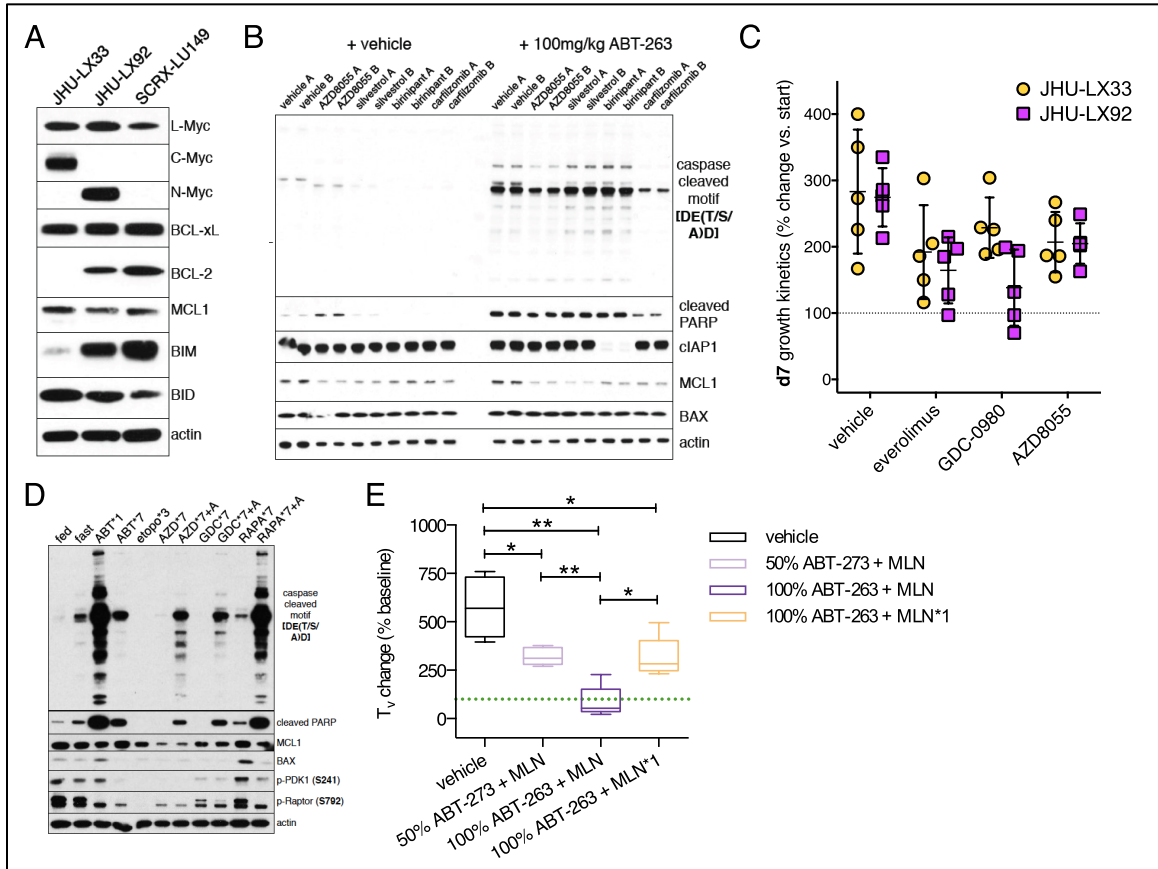 A
JHU-LX33
JHU-LX92
SCRX-LU149
L-Myc
C-Myc
N-Myc
BCL-xL
BCL-2
MCL1
BIM
BID
actin
B
+ vehicle
+ 100mg/kg ABT-263
vehicle A
vehicle B
AZD8055 A
AZD8055 B
silvestrol A
silvestrol B
birinipant A
birinipant B
carfilzomib A
carfilzomib B
vehicle A
vehicle B
AZD8055 A
AZD8055 B
silvestrol A
silvestrol B
birinipant A
birinipant B
carfilzomib A
carfilzomib B
caspase
cleaved
motif
[DE(T/S/
A)D]
cleaved
PARP
cIAP1
MCL1
BAX
actin
C
d7 growth kinetics (% change vs. start)
400
300
200
100
0
JHU-LX33
JHU-LX92
vehicle
everolimus
GDC-0980
AZD8055
D
fed
fast
ABT*1
ABT*7
etopo*3
AZD*7
AZD*7+A
GDC*7
GDC*7+A
RAPA*7
RAPA*7+A
caspase
cleaved
motif
[DE(T/S/
A)D]
cleaved PARP
MCL1
BAX
p-PDK1 (S241)
p-Raptor (S792)
actin
E
Tv change (% baseline)
1000
750
500
250
0
*
**
*
**
*
vehicle
50% ABT-273 + MLN
100% ABT-263 + MLN
100% ABT-263 + MLN*1
vehicle
50% ABT-273 + MLN
100% ABT-263 + MLN
100% ABT-263 + MLN*1